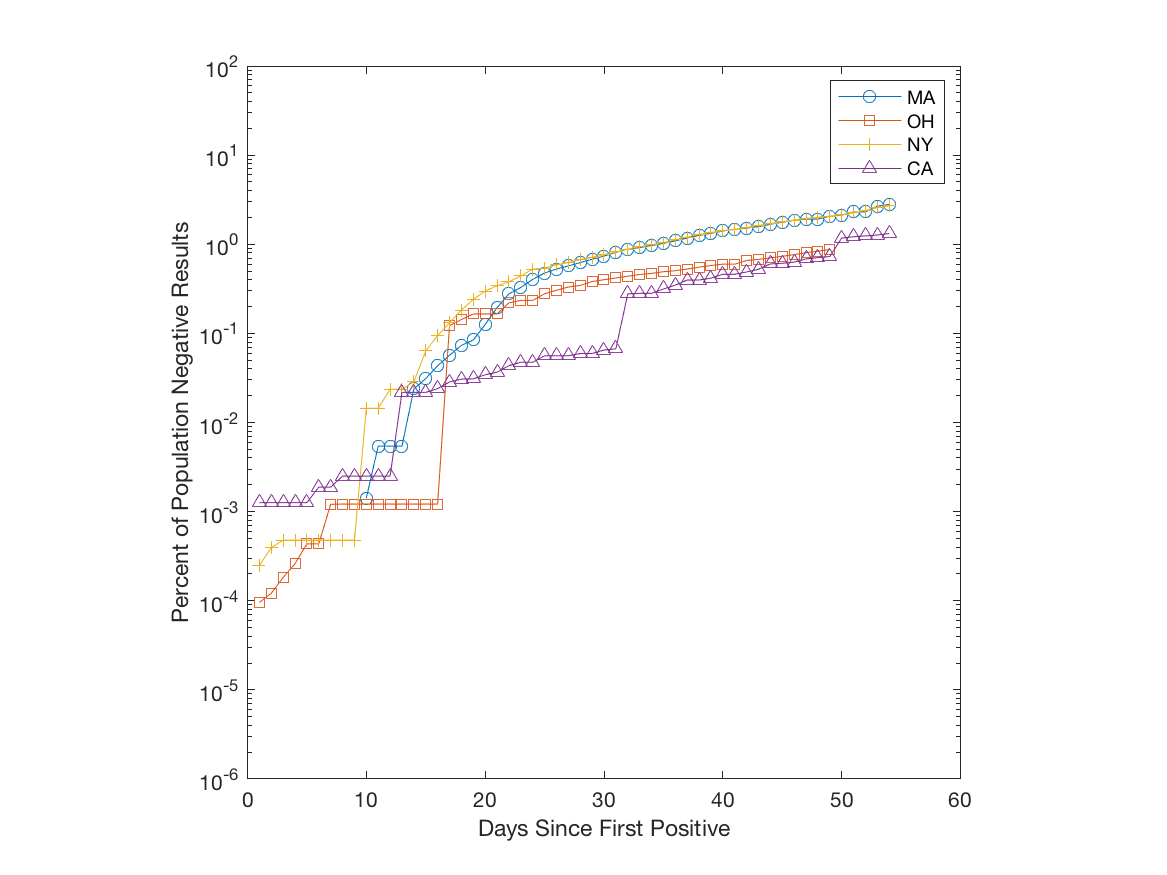 10^2
10^1
10^0
10^-1
10^-2
10^-3
10^-4
10^-5
10^-6
0 10 20 30 40 50 60
Days Since First Positive
Percent of Population Negative Results
MA
OH
NY
CA